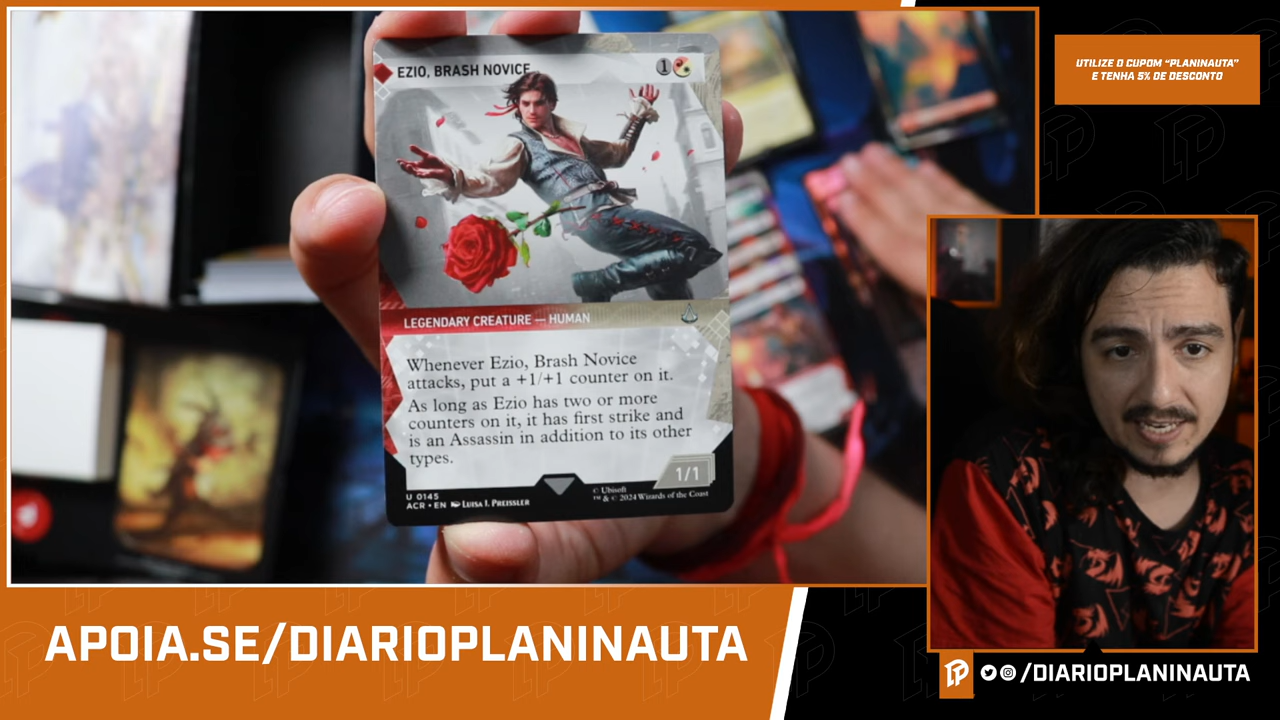 EZIO, BRASH NOVICE
1
LEGENDARY CREATURE — HUMAN
Whenever Ezio, Brash Novice
attacks, put a +1/+1 counter on it.
As long as Ezio has two or more
counters on it, it has first strike and
is an Assassin in addition to its other
types.
1/1
U 0145
ACR • EN LUISA J. PREISSLER
© Ubisoft
™ & © 2024 Wizards of the Coast
UTILIZE O CUPOM “PLANINAUTA”
E TENHA 5% DE DESCONTO
APOIA.SE/DIARIOPLANINAUTA
/DIARIOPLANINAUTA